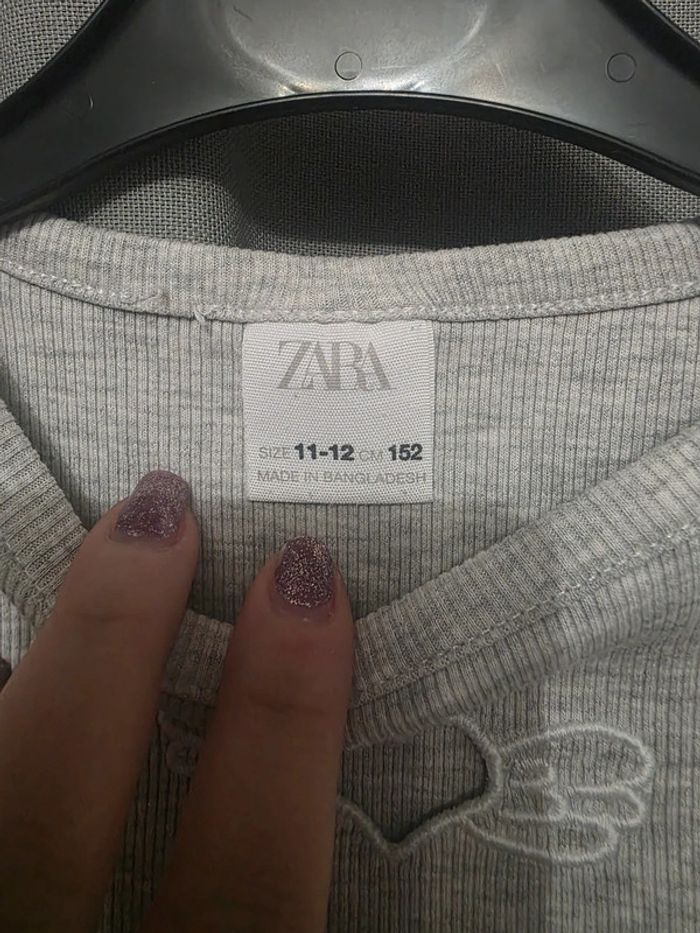 ZARA
SIZE 11-12 CM 152
MADE IN BANGLADESH